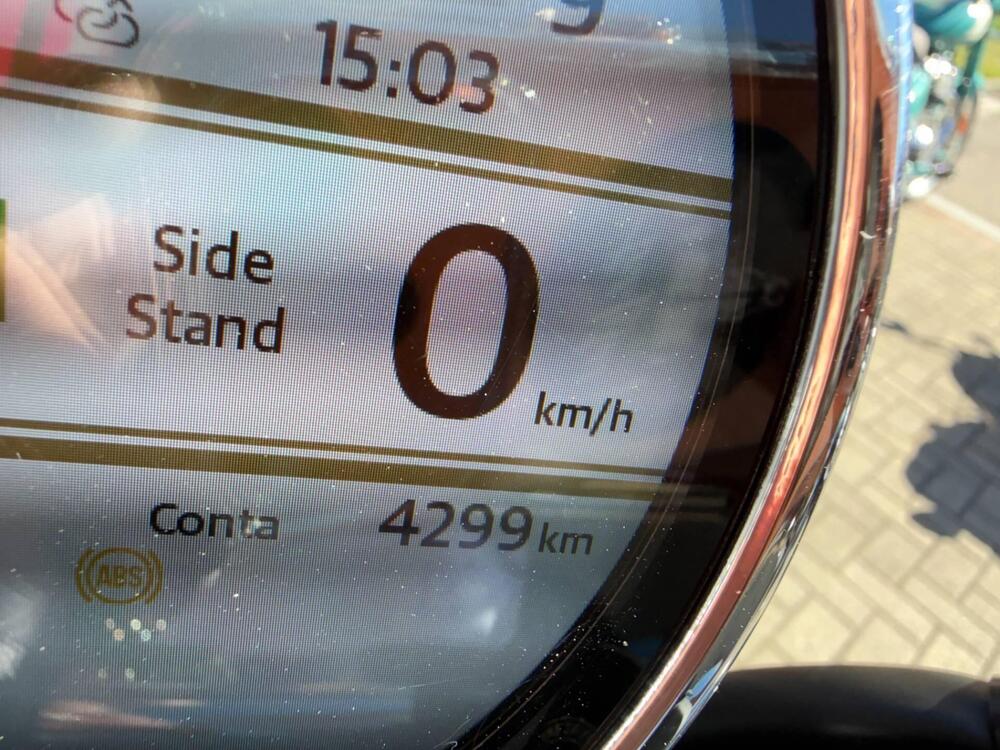 15:03
Side
Stand
0 km/h
Conta 4299 km
ABS